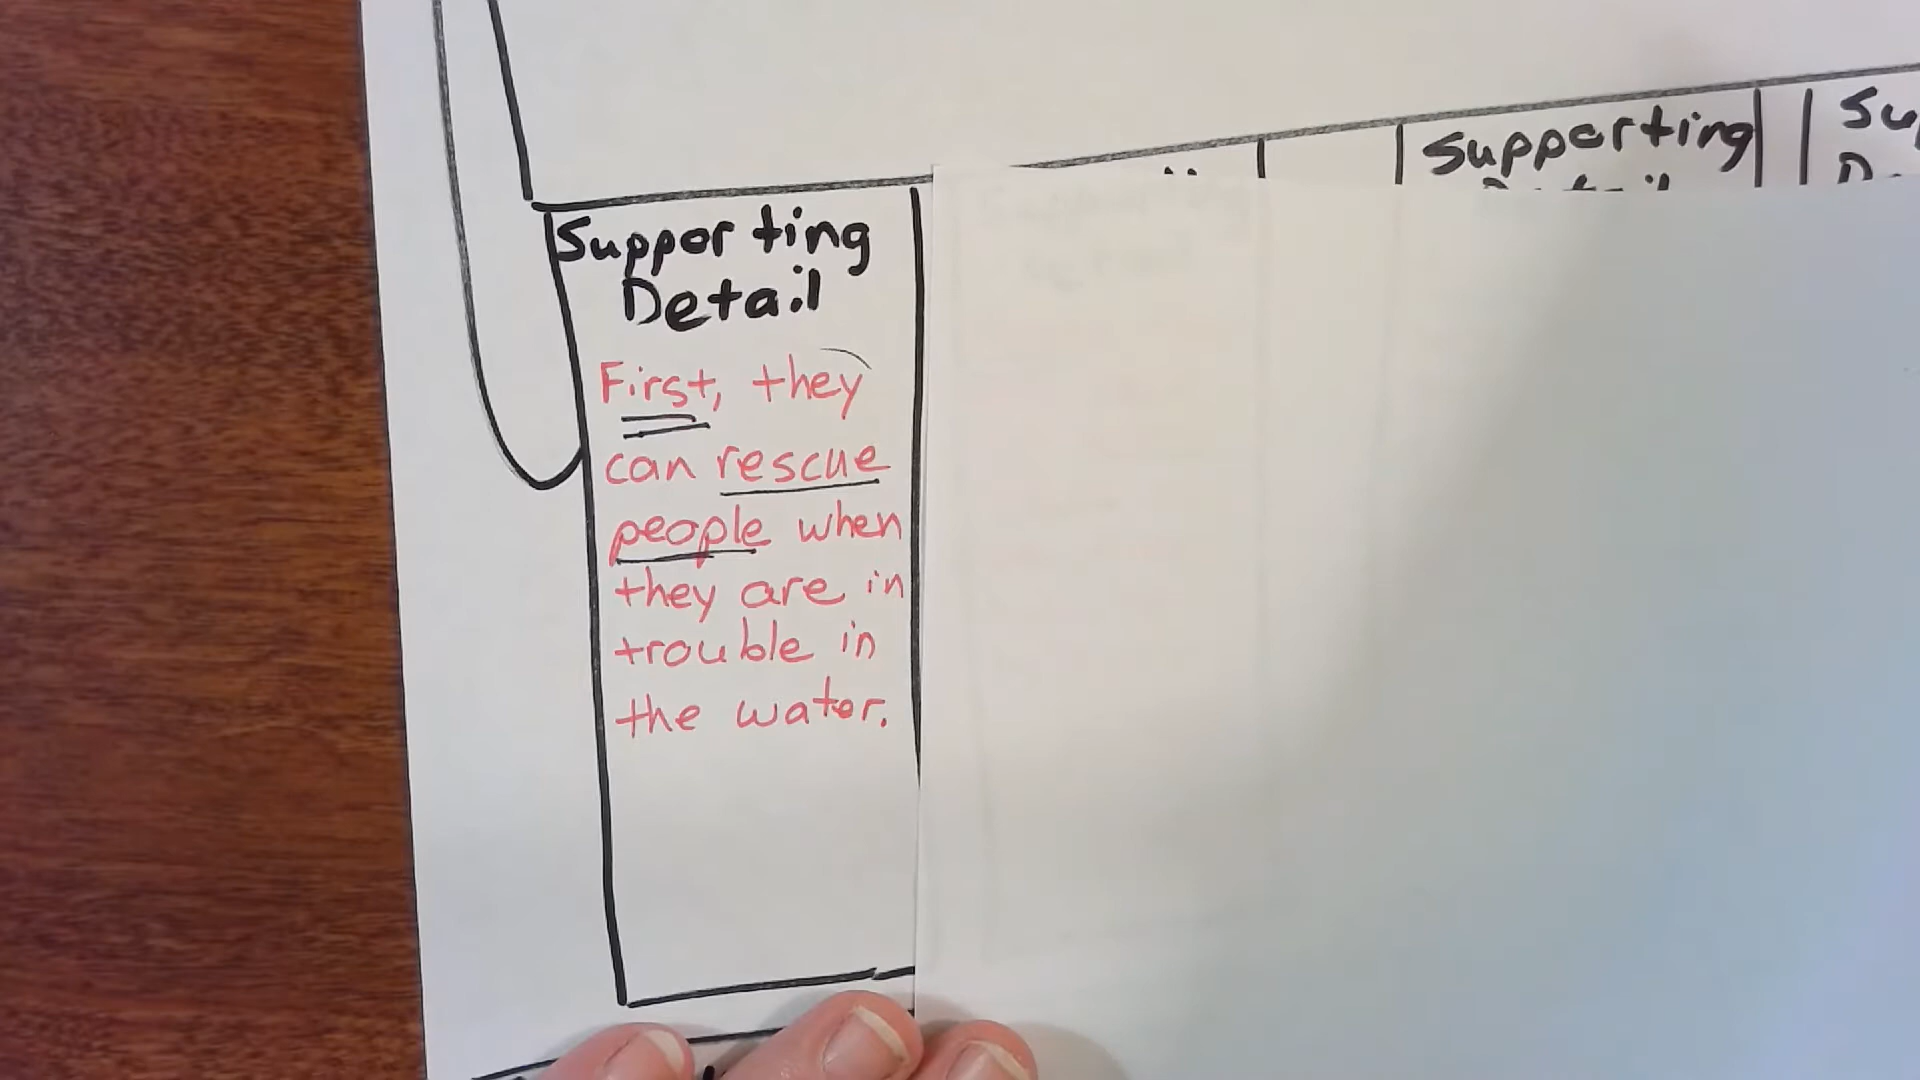 Supporting
Detail
First, they
can rescue
people when
they are in
trouble in
the water.
Supporting